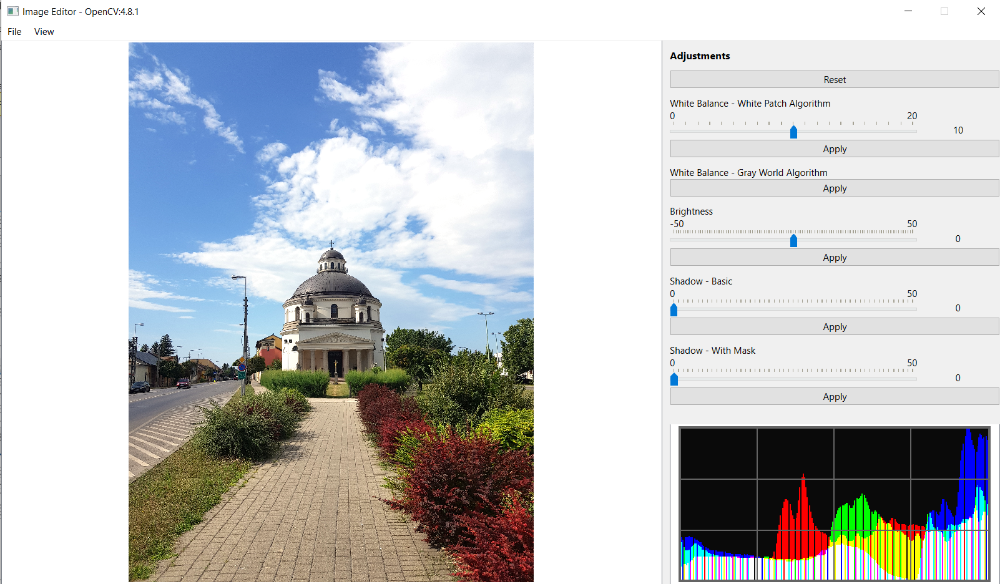 Image Editor - OpenCV:4.8.1
File View
Adjustments
Reset
White Balance - White Patch Algorithm
0 20
10
Apply
White Balance - Gray World Algorithm
Apply
Brightness
-50 50
0
Apply
Shadow - Basic
0 50
0
Apply
Shadow - With Mask
0 50
0
Apply